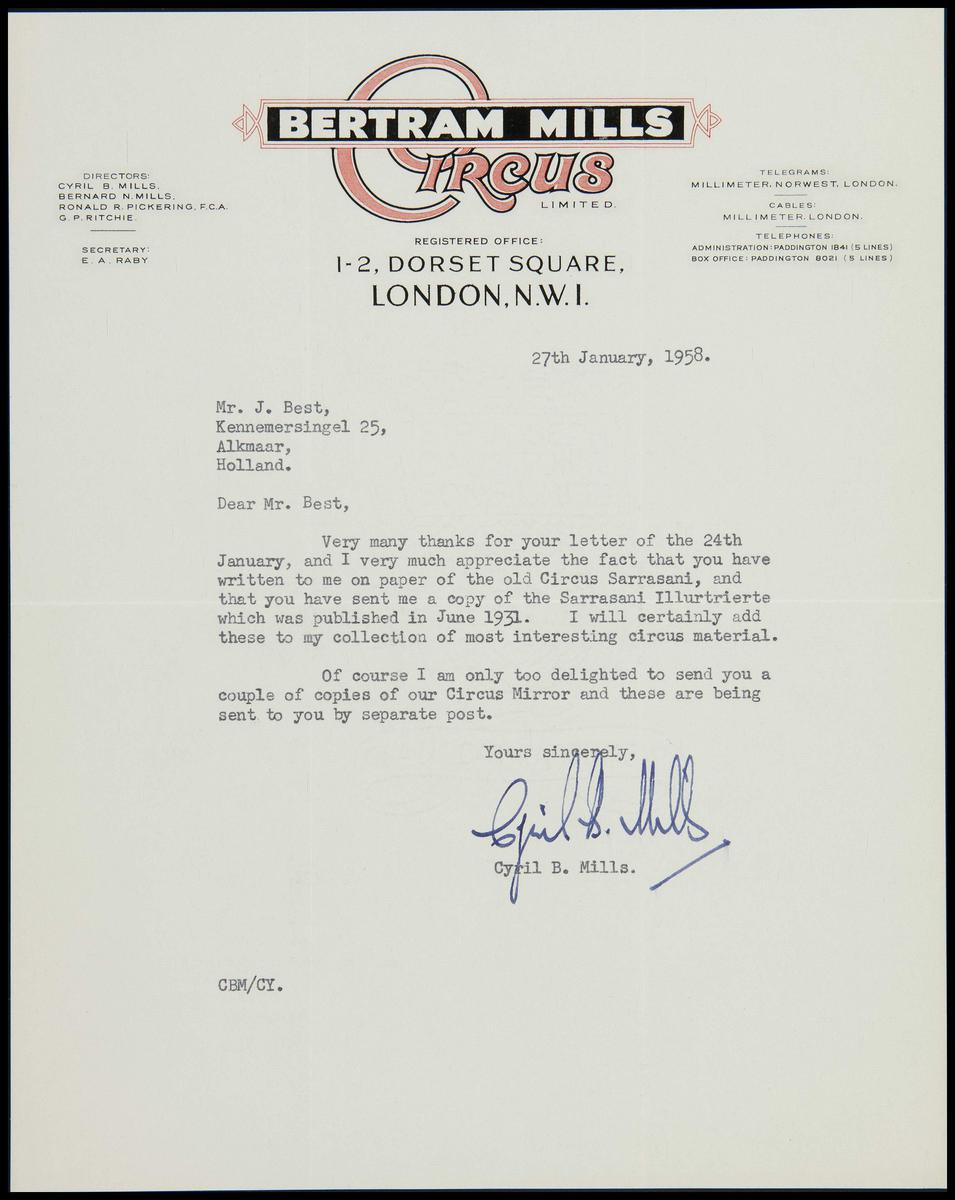 BERTRAM MILLS
CIRCUS
LIMITED.
DIRECTORS:
CYRIL B. MILLS.
BERNARD N. MILLS.
RONALD R. PICKERING, F.C.A.
G. P. RITCHIE.
SECRETARY:
E. A. RABY
TELEGRAMS:
MILLIMETER, NORWEST, LONDON.
CABLES:
MILLIMETER. LONDON.
TELEPHONES:
ADMINISTRATION: PADDINGTON 1841 (5 LINES)
BOX OFFICE: PADDINGTON 8021 (5 LINES)
REGISTERED OFFICE:
1-2, DORSET SQUARE,
LONDON, N.W.1.
27th January, 1958.
Mr. J. Best,
Kennemersingel 25,
Alkmaar,
Holland.
Dear Mr. Best,
Very many thanks for your letter of the 24th
January, and I very much appreciate the fact that you have
written to me on paper of the old Circus Sarrasani, and
that you have sent me a copy of the Sarrasani Illurtrierte
which was published in June 1931. I will certainly add
these to my collection of most interesting circus material.
Of course I am only too delighted to send you a
couple of copies of our Circus Mirror and these are being
sent to you by separate post.
Yours sincerely,
Cyril B. Mills
Cyril B. Mills.
CBM/CY.